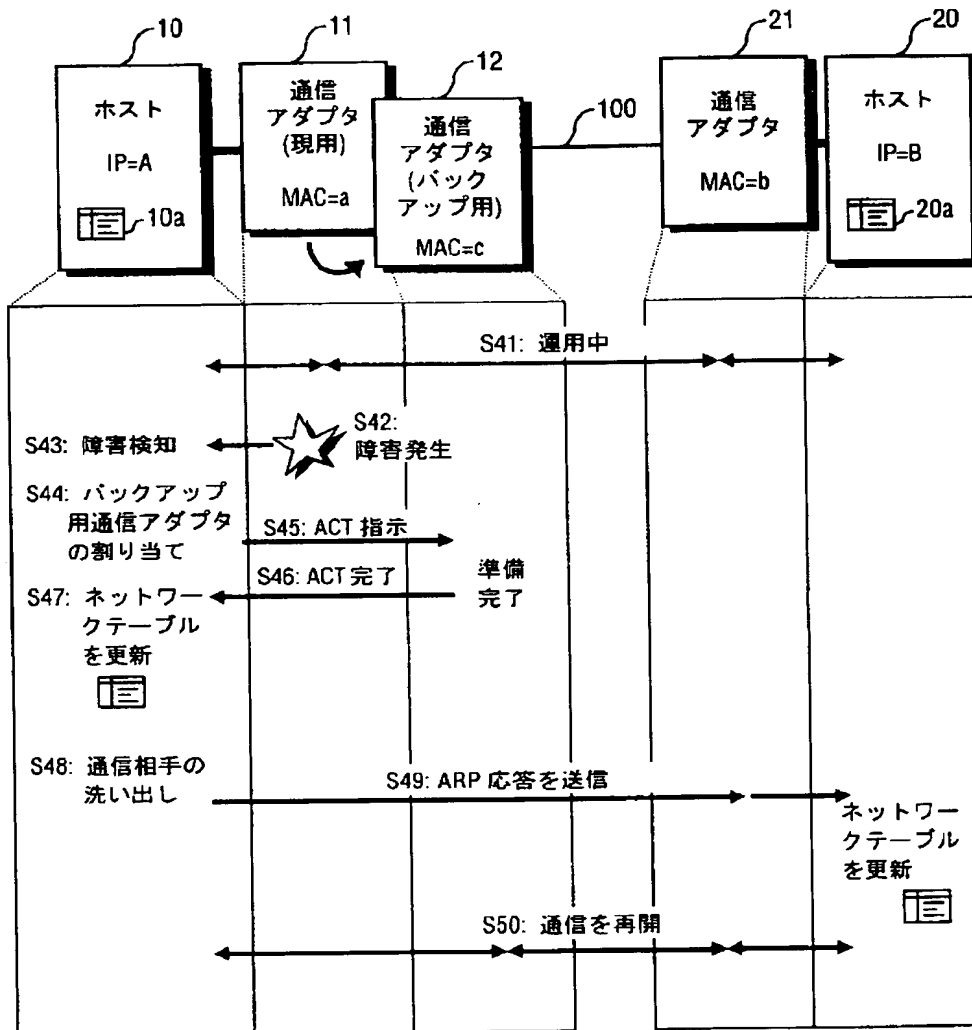 10
11
12
21
20
ホスト
IP=A
10a
通信
アダプタ
(現用)
MAC=a
通信
アダプタ
(バック
アップ用)
MAC=c
100
通信
アダプタ
MAC=b
ホスト
IP=B
20a
S41: 運用中
S42:
障害発生
S43: 障害検知
S44: バックアップ
用通信アダプタ
の割り当て
S45: ACT 指示
S46: ACT 完了
準備
完了
S47: ネットワー
クテーブル
を更新
S48: 通信相手の
洗い出し
S49: ARP 応答を送信
ネットワー
クテーブル
を更新
S50: 通信を再開